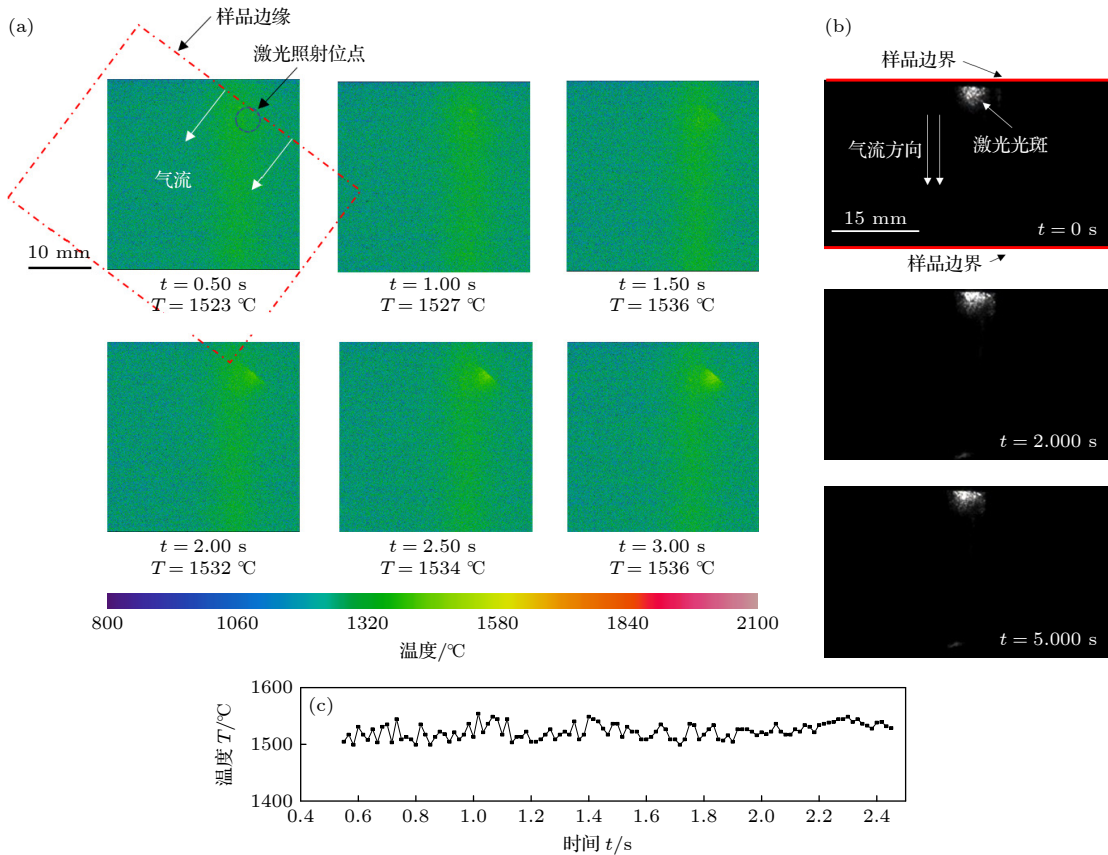 (a)
样品边缘
激光照射位点
气流
10 mm
t = 0.50 s
T = 1523 ℃
t = 1.00 s
T = 1527 ℃
t = 1.50 s
T = 1536 ℃
t = 2.00 s
T = 1532 ℃
t = 2.50 s
T = 1534 ℃
t = 3.00 s
T = 1536 ℃
800 1060 1320 1580 1840 2100
温度/℃
(b)
样品边界
气流方向
激光光斑
15 mm
t = 0 s
样品边界
t = 2.000 s
t = 5.000 s
(c)
温度 T/℃
1600
1500
1400
0.4 0.6 0.8 1.0 1.2 1.4 1.6 1.8 2.0 2.2 2.4
时间 t/s